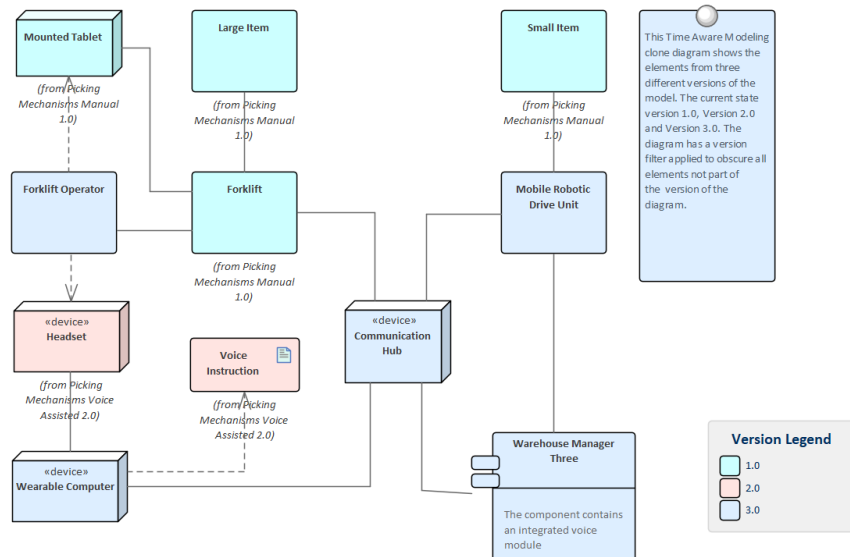 Mounted Tablet
(from Picking
Mechanisms Manual
1.0)
Large Item
(from Picking
Mechanisms Manual
1.0)
Small Item
(from Picking
Mechanisms Manual
1.0)
This Time Aware Modeling
clone diagram shows the
elements from three
different versions of the
model. The current state
version 1.0, Version 2.0
and Version 3.0. The
diagram has a version
filter applied to obscure all
elements not part of
the version of the
diagram.
Forklift Operator
Forklift
(from Picking
Mechanisms Manual
1.0)
Mobile Robotic
Drive Unit
«device»
Headset
(from Picking
Mechanisms Voice
Assisted 2.0)
Voice
Instruction
(from Picking
Mechanisms Voice
Assisted 2.0)
«device»
Communication
Hub
«device»
Wearable Computer
Warehouse Manager
Three
The component contains
an integrated voice
module
Version Legend
1.0
2.0
3.0